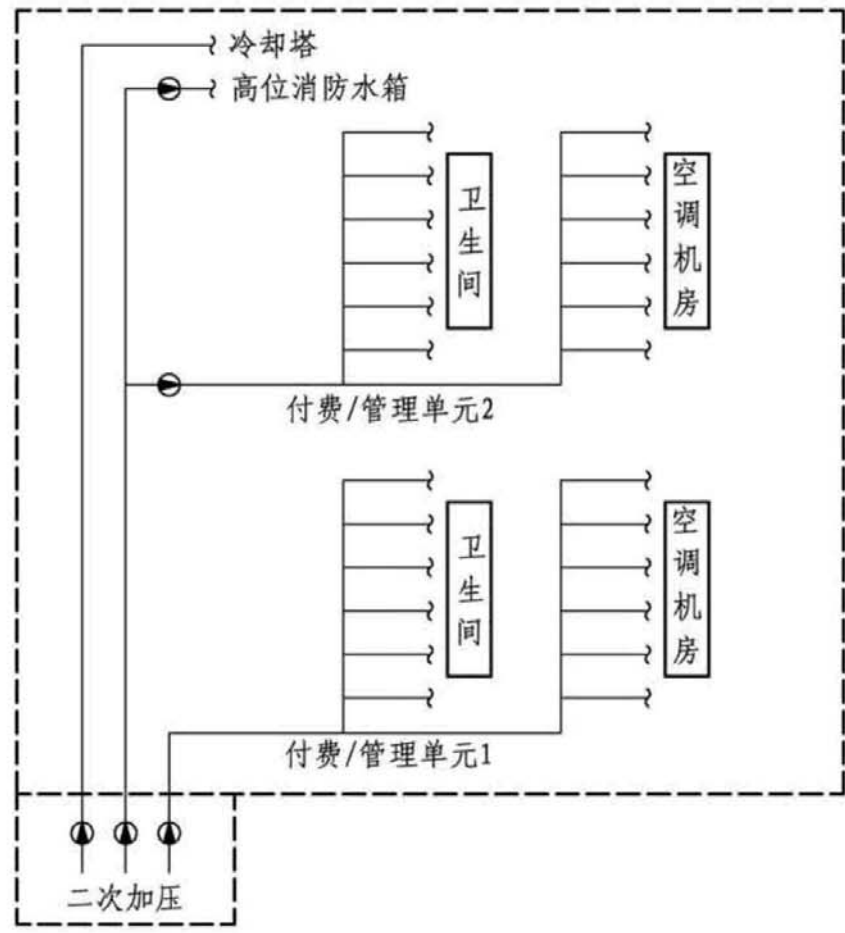 冷却塔
高位消防水箱
卫生间
空调机房
付费/管理单元2
卫生间
空调机房
付费/管理单元1
二次加压